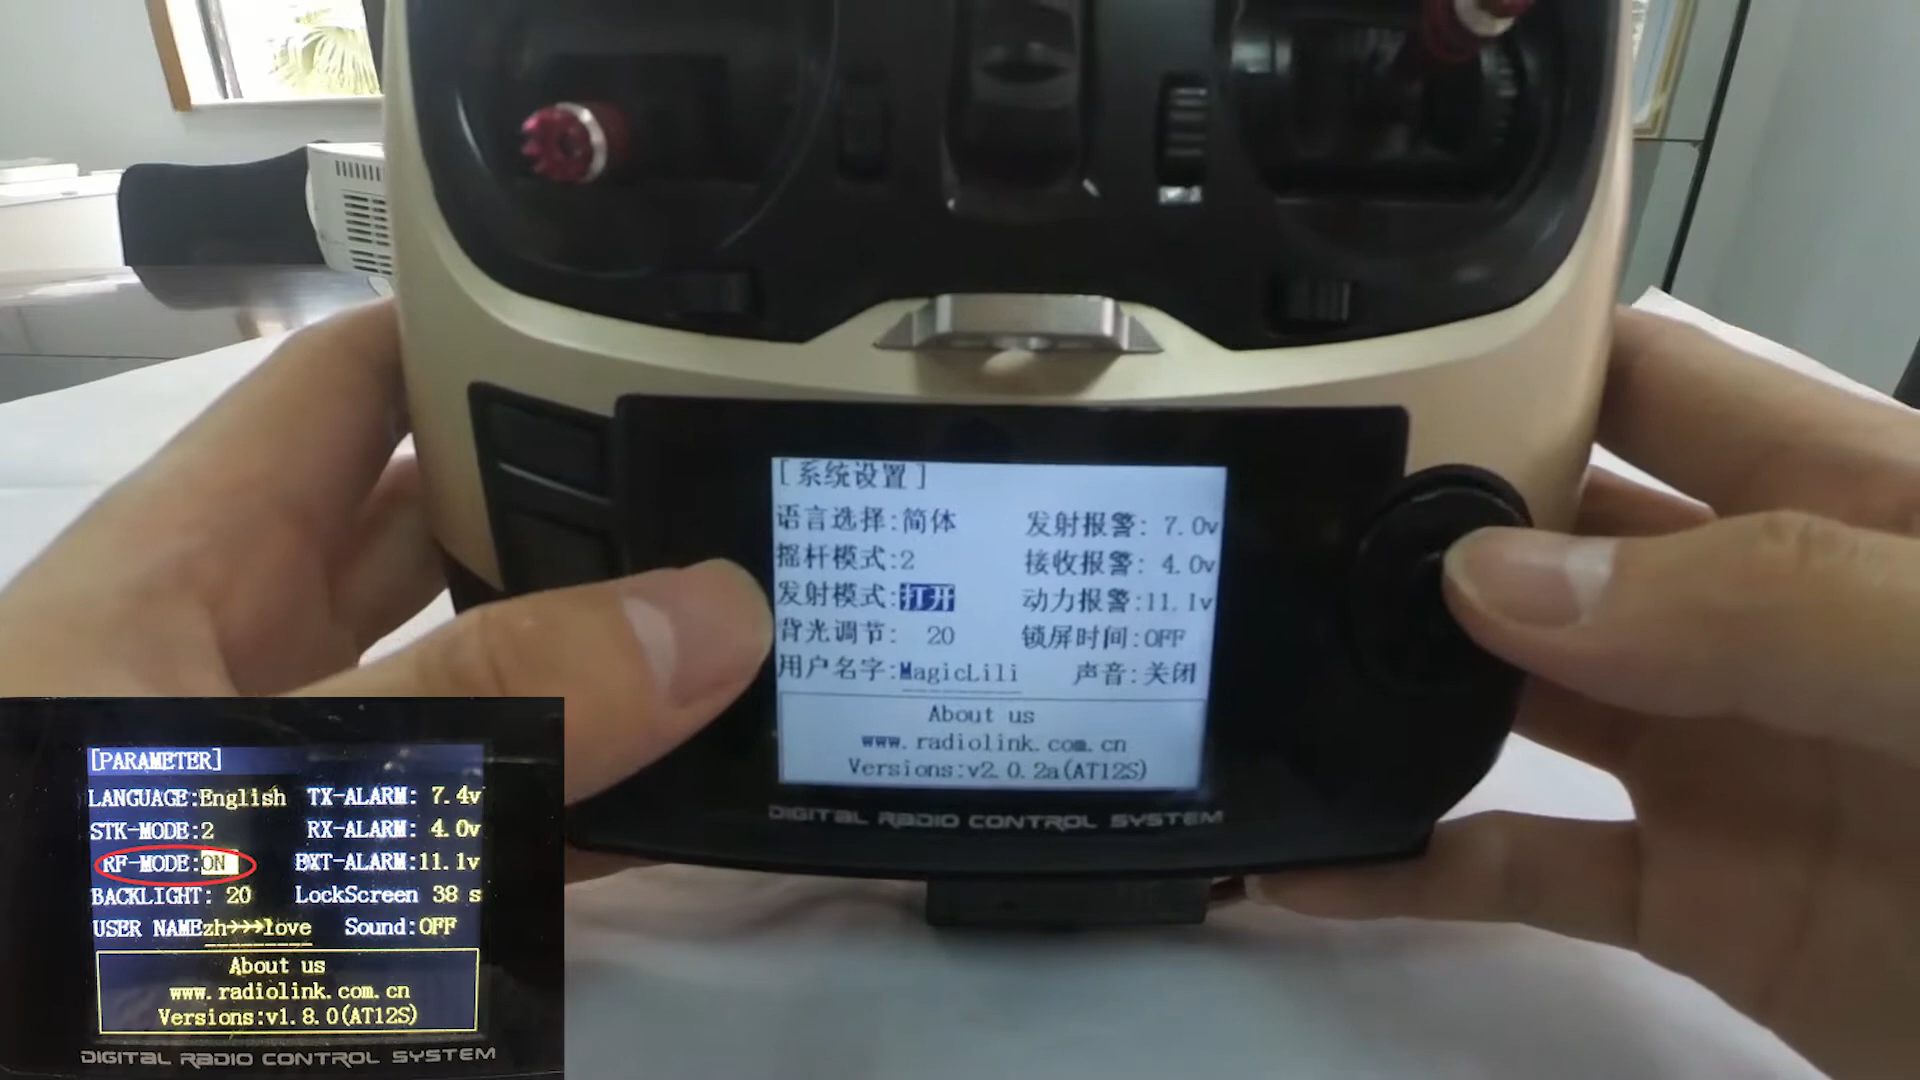 [系统设置]
语言选择:简体 发射报警: 7.0v
摇杆模式:2 接收报警: 4.0v
发射模式:打开 动力报警:11.1v
背光调节: 20 锁屏时间:OFF
用户名字:MagicLili 声音:关闭
About us
www.radiolink.com.cn
Versions:v2.0.2a(AT12S)
DIGITAL RADIO CONTROL SYSTEM
[PARAMETER]
LANGUAGE:English TX-ALARM: 7.4v
STK-MODE:2 RX-ALARM: 4.0v
RF-MODE:ON EXT-ALARM:11.1v
BACKLIGHT: 20 LockScreen 38 s
USER NAMEzh→→→love Sound:OFF
About us
www.radiolink.com.cn
Versions:v1.8.0(AT12S)
DIGITAL RADIO CONTROL SYSTEM